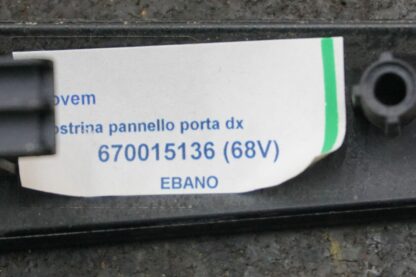 ovem
ostrina pannello porta dx
670015136 (68V)
EBANO